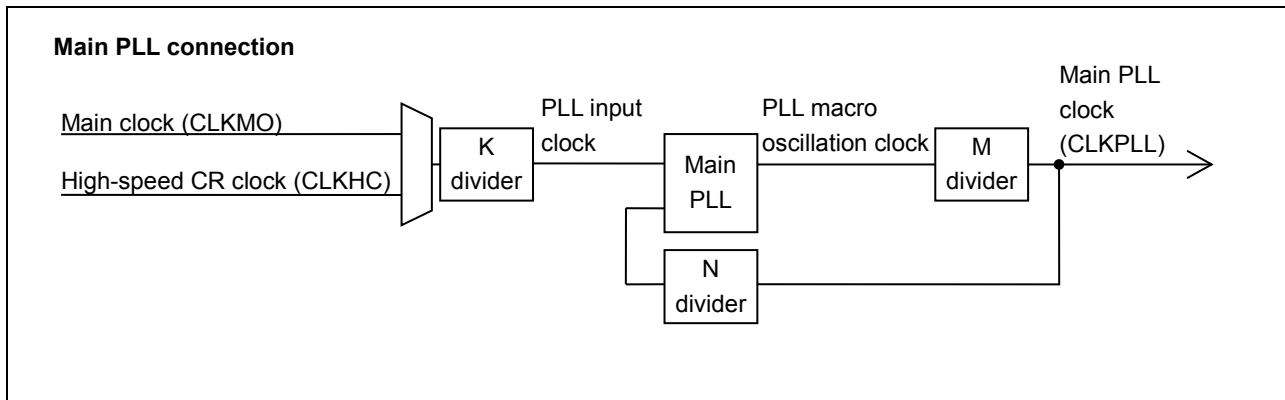 Main PLL connection
Main clock (CLKMO)
High-speed CR clock (CLKHC)
K
divider
PLL input
clock
Main
PLL
N
divider
PLL macro
oscillation clock
M
divider
Main PLL
clock
(CLKPLL)